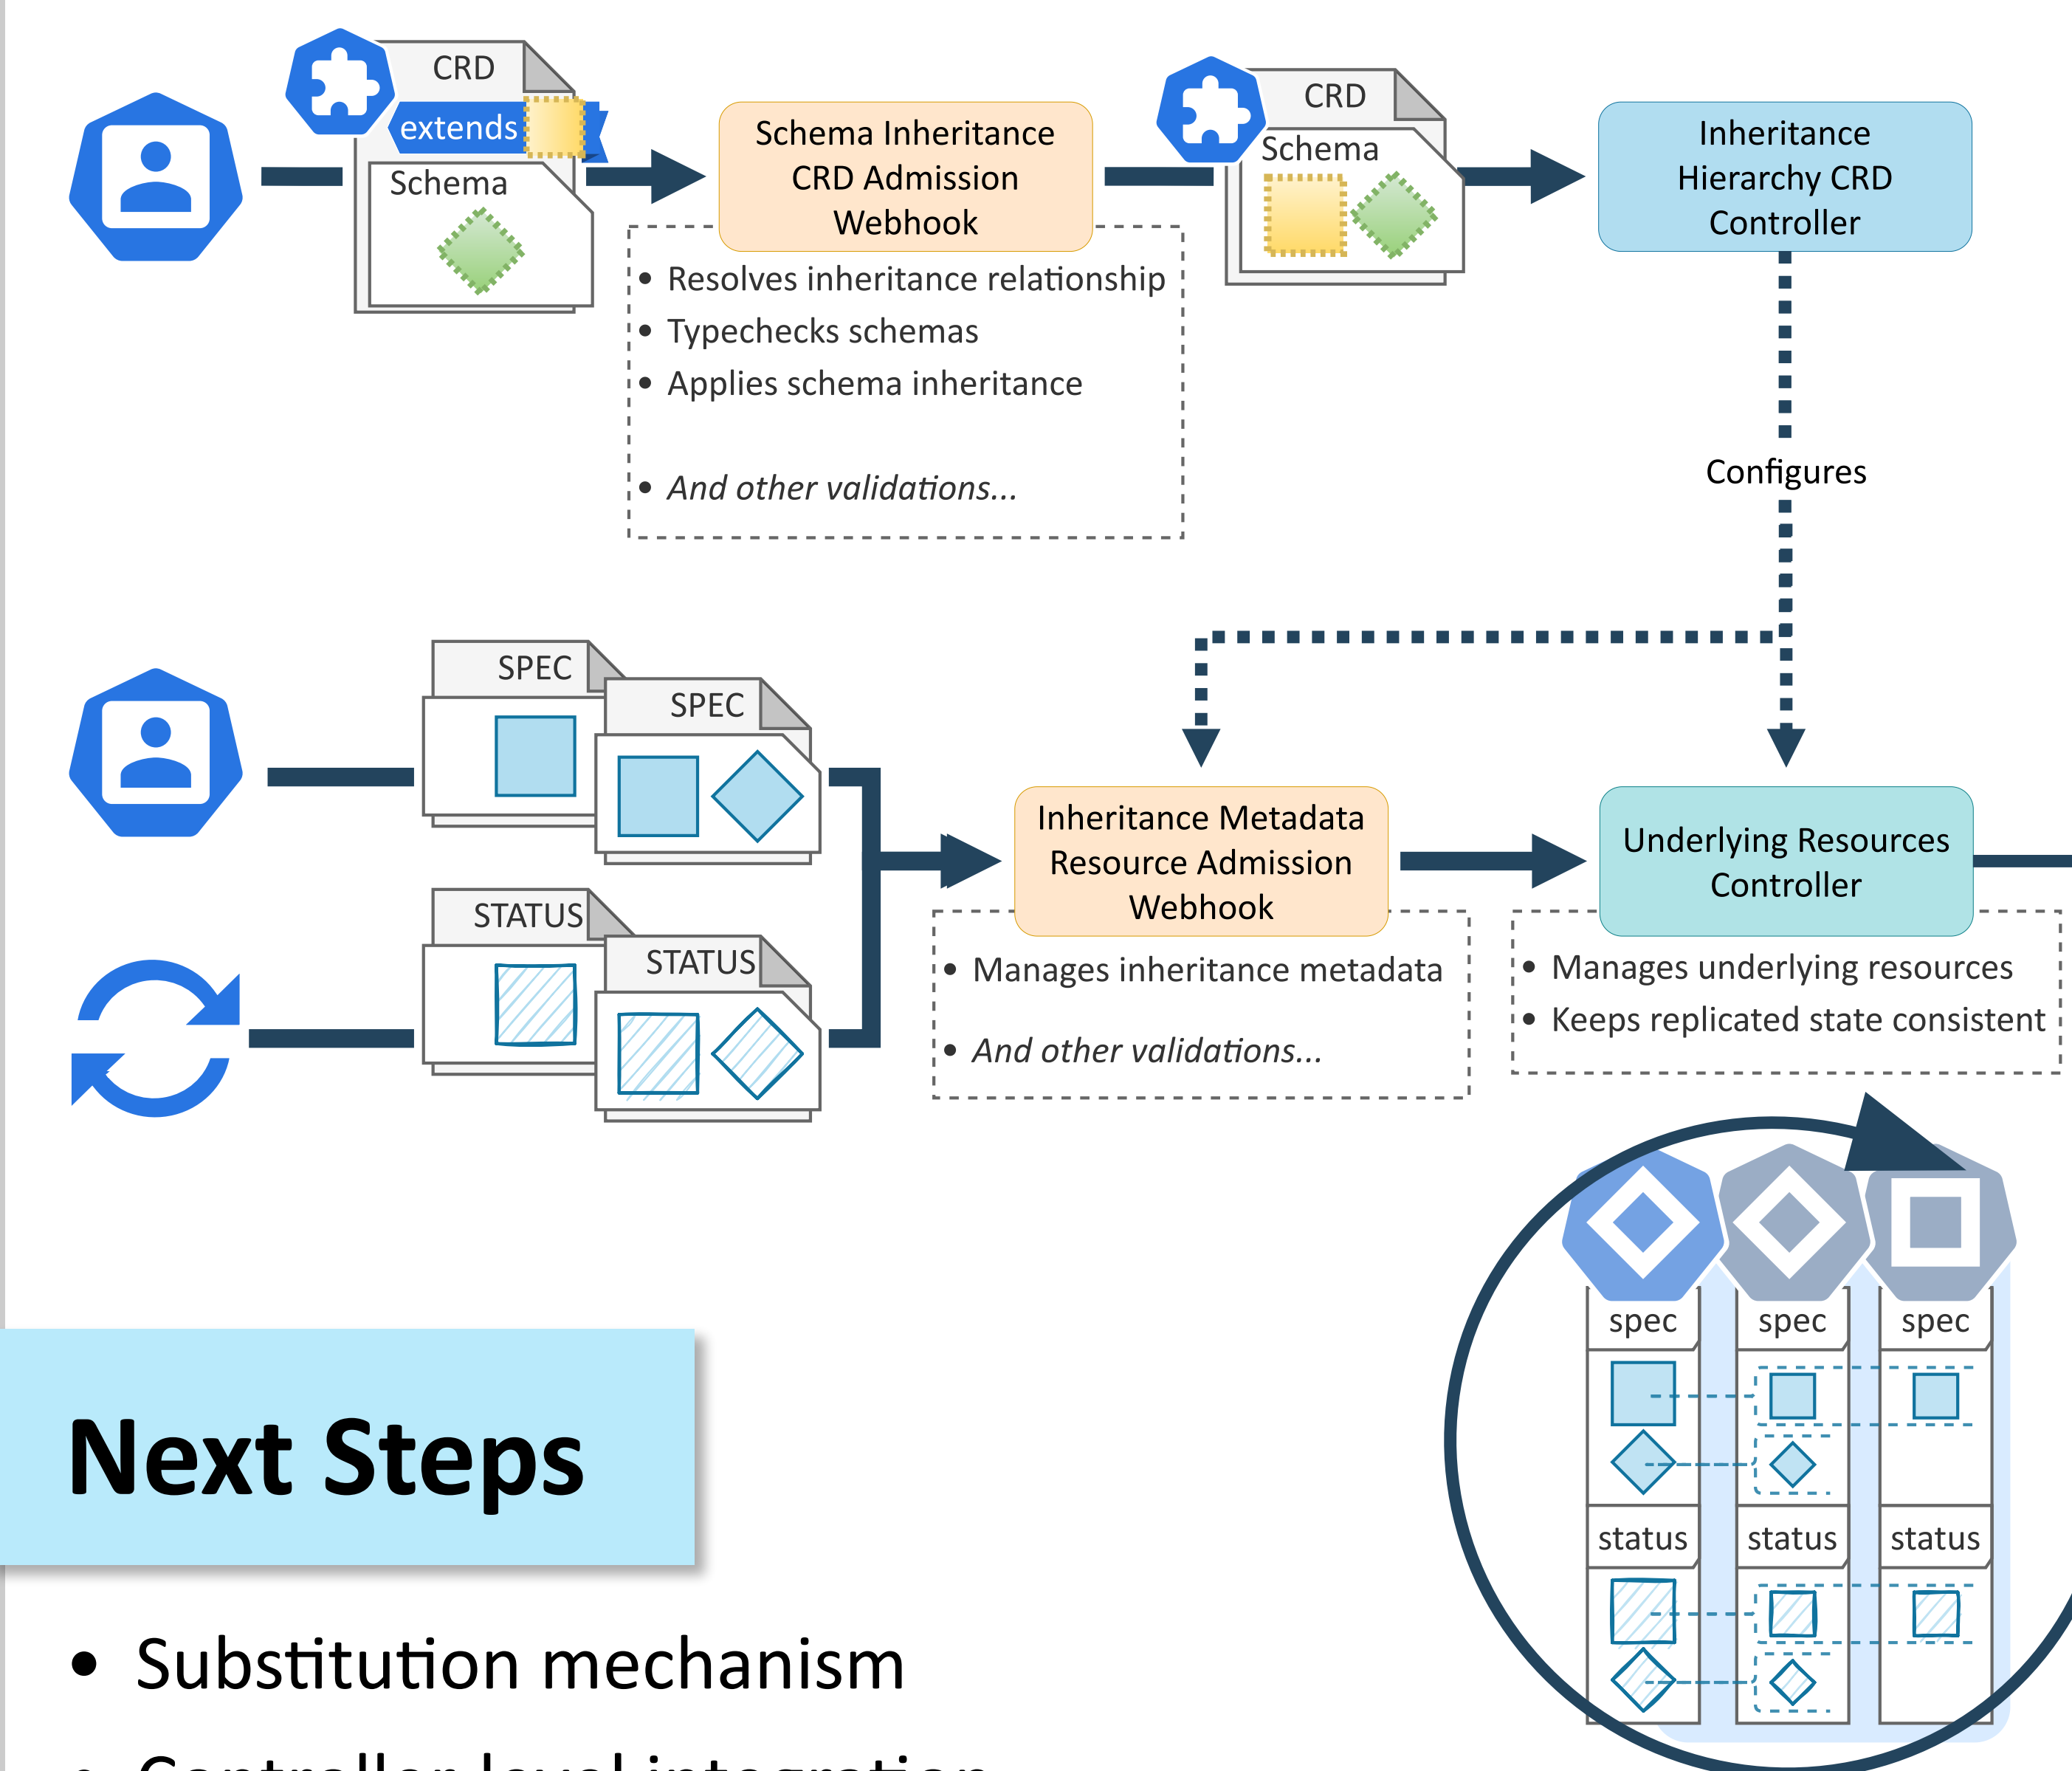 CRD
extends
Schema
Schema Inheritance
CRD Admission
Webhook
• Resolves inheritance relationship
• Typechecks schemas
• Applies schema inheritance
• And other validations...
CRD
Schema
Inheritance
Hierarchy CRD
Controller
Configures
SPEC
SPEC
STATUS
STATUS
Inheritance Metadata
Resource Admission
Webhook
• Manages inheritance metadata
• And other validations...
Underlying Resources
Controller
• Manages underlying resources
• Keeps replicated state consistent
spec spec spec
status status status
Next Steps
• Substitution mechanism
• Controller-level integration